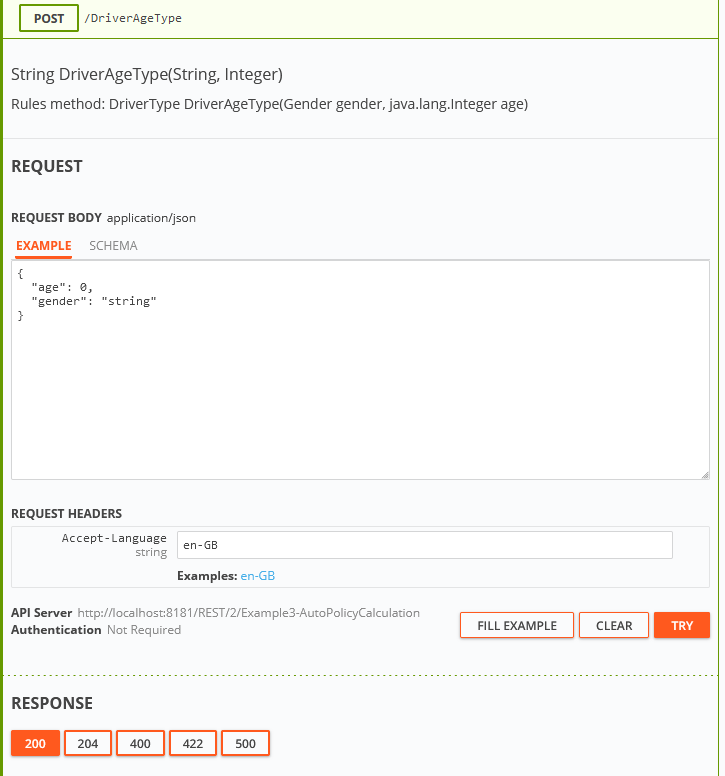 POST /DriverAgeType
String DriverAgeType(String, Integer)
Rules method: DriverType DriverAgeType(Gender gender, java.lang.Integer age)
REQUEST
REQUEST BODY application/json
EXAMPLE SCHEMA
{
  "age": 0,
  "gender": "string"
}
REQUEST HEADERS
Accept-Language en-GB
string
Examples: en-GB
API Server http://localhost:8181/REST/2/Example3-AutoPolicyCalculation
Authentication Not Required
FILL EXAMPLE CLEAR TRY
RESPONSE
200 204 400 422 500